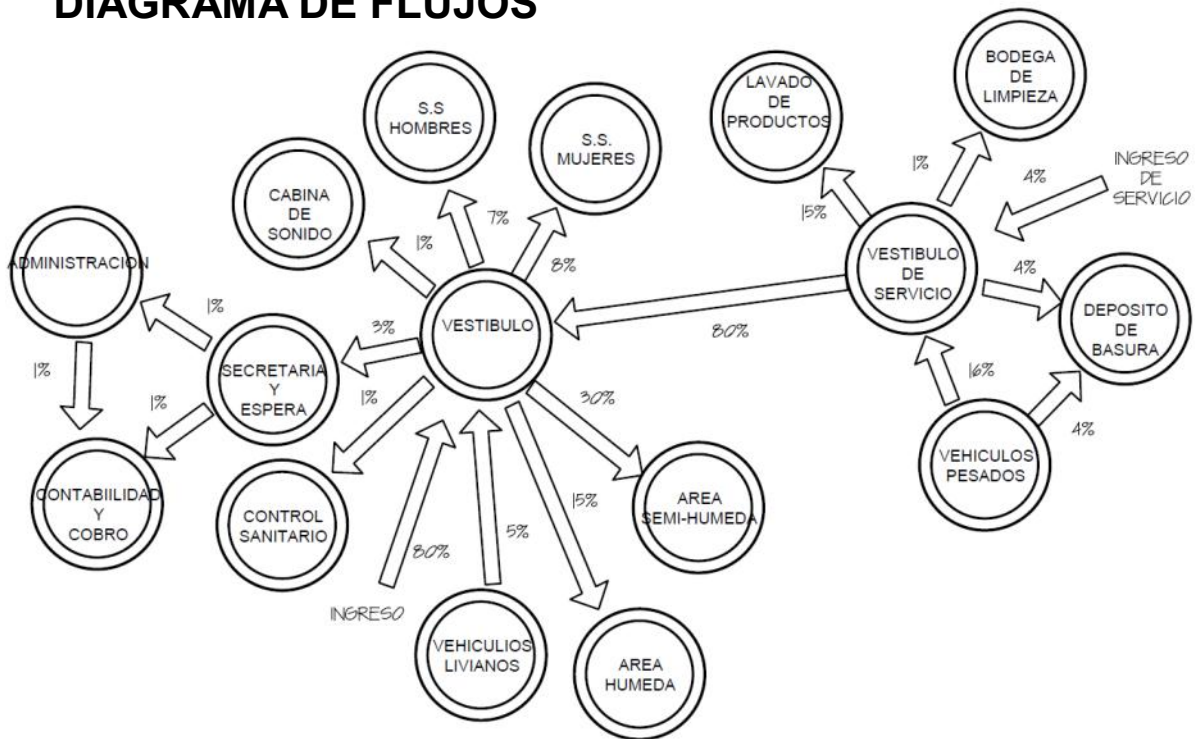 DIAGRAMA DE FLUJOS
S.S
HOMBRES
S.S.
MUJERES
CABINA
DE
SONIDO
ADMINISTRACION
SECRETARIA
Y
ESPERA
CONTABIILIDAD
Y
COBRO
CONTROL
SANITARIO
VESTIBULO
INGRESO
VEHICULIOS
LIVIANOS
AREA
HUMEDA
AREA
SEMI-HUMEDA
7%
8%
1%
3%
1%
1%
1%
1%
80%
5%
15%
30%
80%
LAVADO
DE
PRODUCTOS
BODEGA
DE
LIMPIEZA
INGRESO
DE
SERVICIO
VESTIBULO
DE
SERVICIO
DEPOSITO
DE
BASURA
VEHICULOS
PESADOS
15%
1%
4%
4%
16%
4%